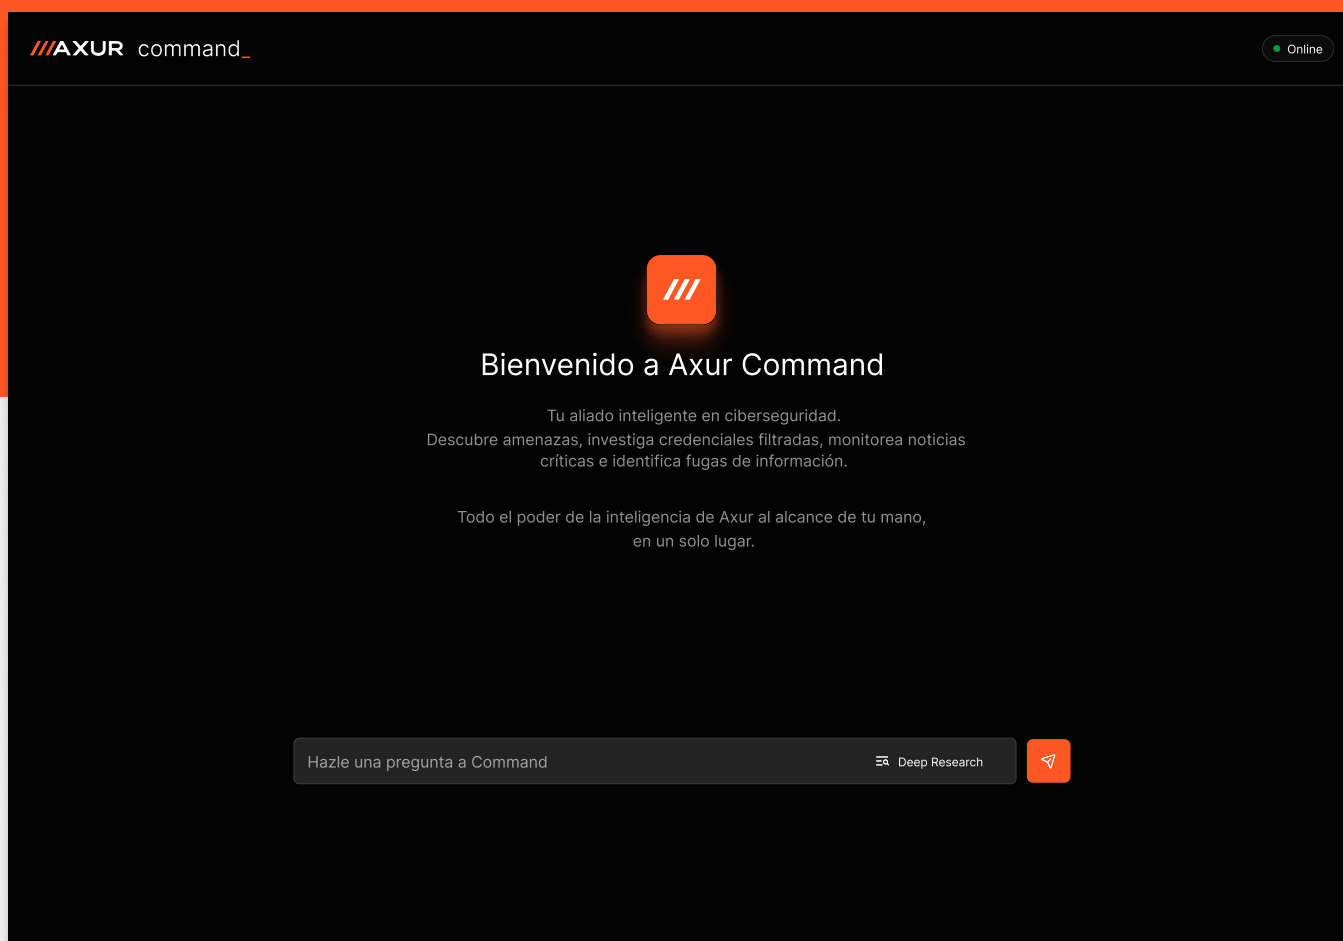 AXUR command_
Online
Bienvenido a Axur Command
Tu aliado inteligente en ciberseguridad.
Descubre amenazas, investiga credenciales filtradas, monitorea noticias
críticas e identifica fugas de información.
Todo el poder de la inteligencia de Axur al alcance de tu mano,
en un solo lugar.
Hazle una pregunta a Command
Deep Research